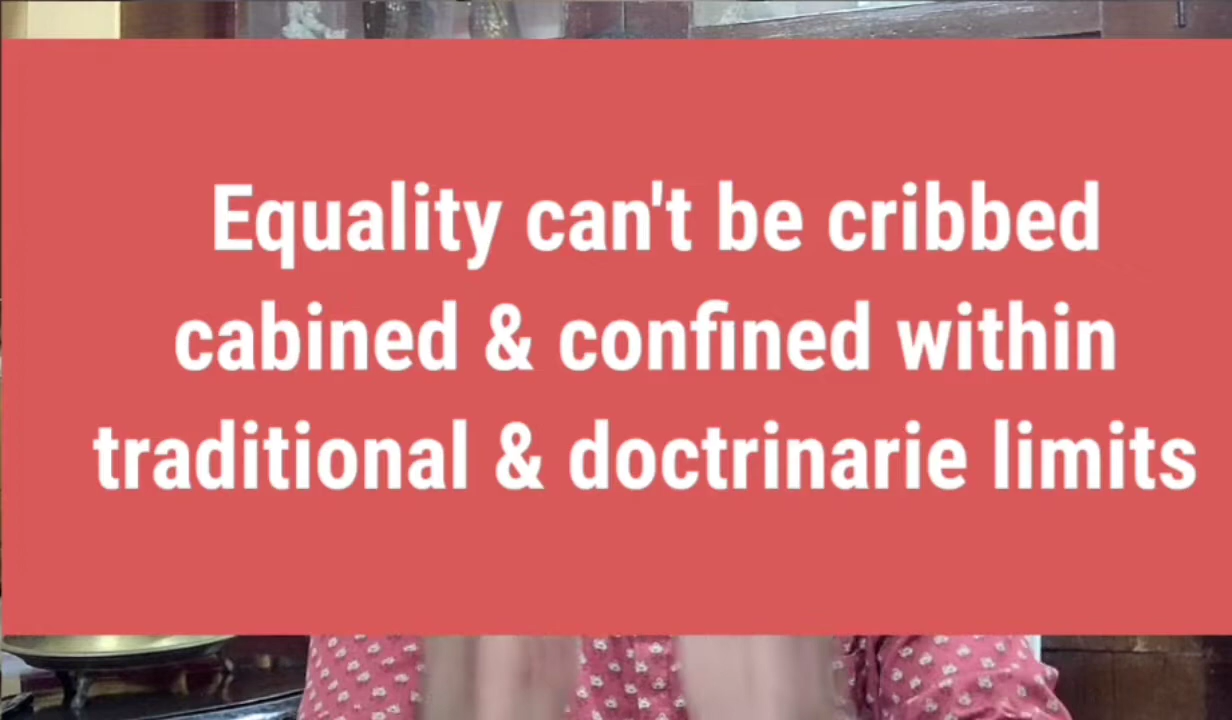 Equality can't be cribbed
cabined & confined within
traditional & doctrinarie limits